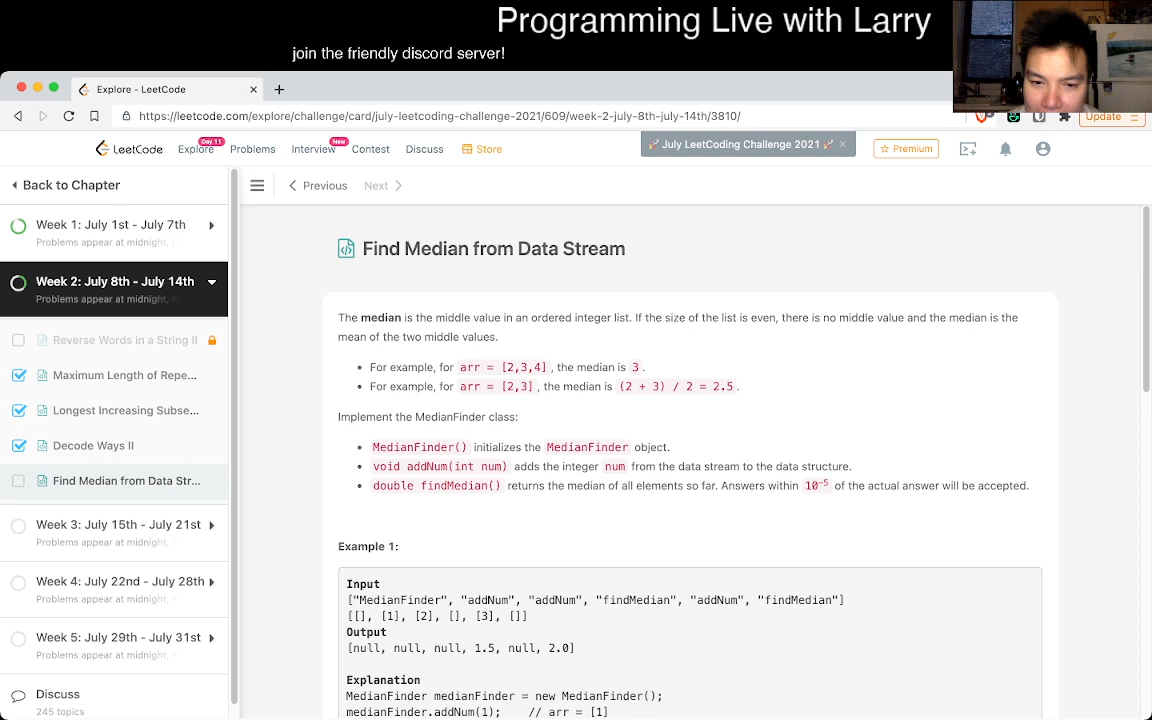 Programming Live with Larry
join the friendly discord server!
Explore - LeetCode
https://leetcode.com/explore/challenge/card/july-leetcoding-challenge-2021/609/week-2-july-8th-july-14th/3810/
Update
LeetCode
Explore
Day 11
Problems
Interview
New
Contest
Discuss
Store
🚀 July LeetCoding Challenge 2021 🚀
Premium
Back to Chapter
Previous
Next
Week 1: July 1st - July 7th
Problems appear at midnight,
Week 2: July 8th - July 14th
Problems appear at midnight,
Reverse Words in a String II
Maximum Length of Repe...
Longest Increasing Subse...
Decode Ways II
Find Median from Data Str...
Week 3: July 15th - July 21st
Problems appear at midnight,
Week 4: July 22nd - July 28th
Problems appear at midnight,
Week 5: July 29th - July 31st
Problems appear at midnight,
Discuss
245 topics
Find Median from Data Stream
The median is the middle value in an ordered integer list. If the size of the list is even, there is no middle value and the median is the
mean of the two middle values.
• For example, for arr = [2,3,4], the median is 3.
• For example, for arr = [2,3], the median is (2 + 3) / 2 = 2.5.
Implement the MedianFinder class:
• MedianFinder() initializes the MedianFinder object.
• void addNum(int num) adds the integer num from the data stream to the data structure.
• double findMedian() returns the median of all elements so far. Answers within 10⁻⁵ of the actual answer will be accepted.
Example 1:
Input
["MedianFinder", "addNum", "addNum", "findMedian", "addNum", "findMedian"]
[[], [1], [2], [], [3], []]
Output
[null, null, null, 1.5, null, 2.0]
Explanation
MedianFinder medianFinder = new MedianFinder();
medianFinder.addNum(1);    // arr = [1]